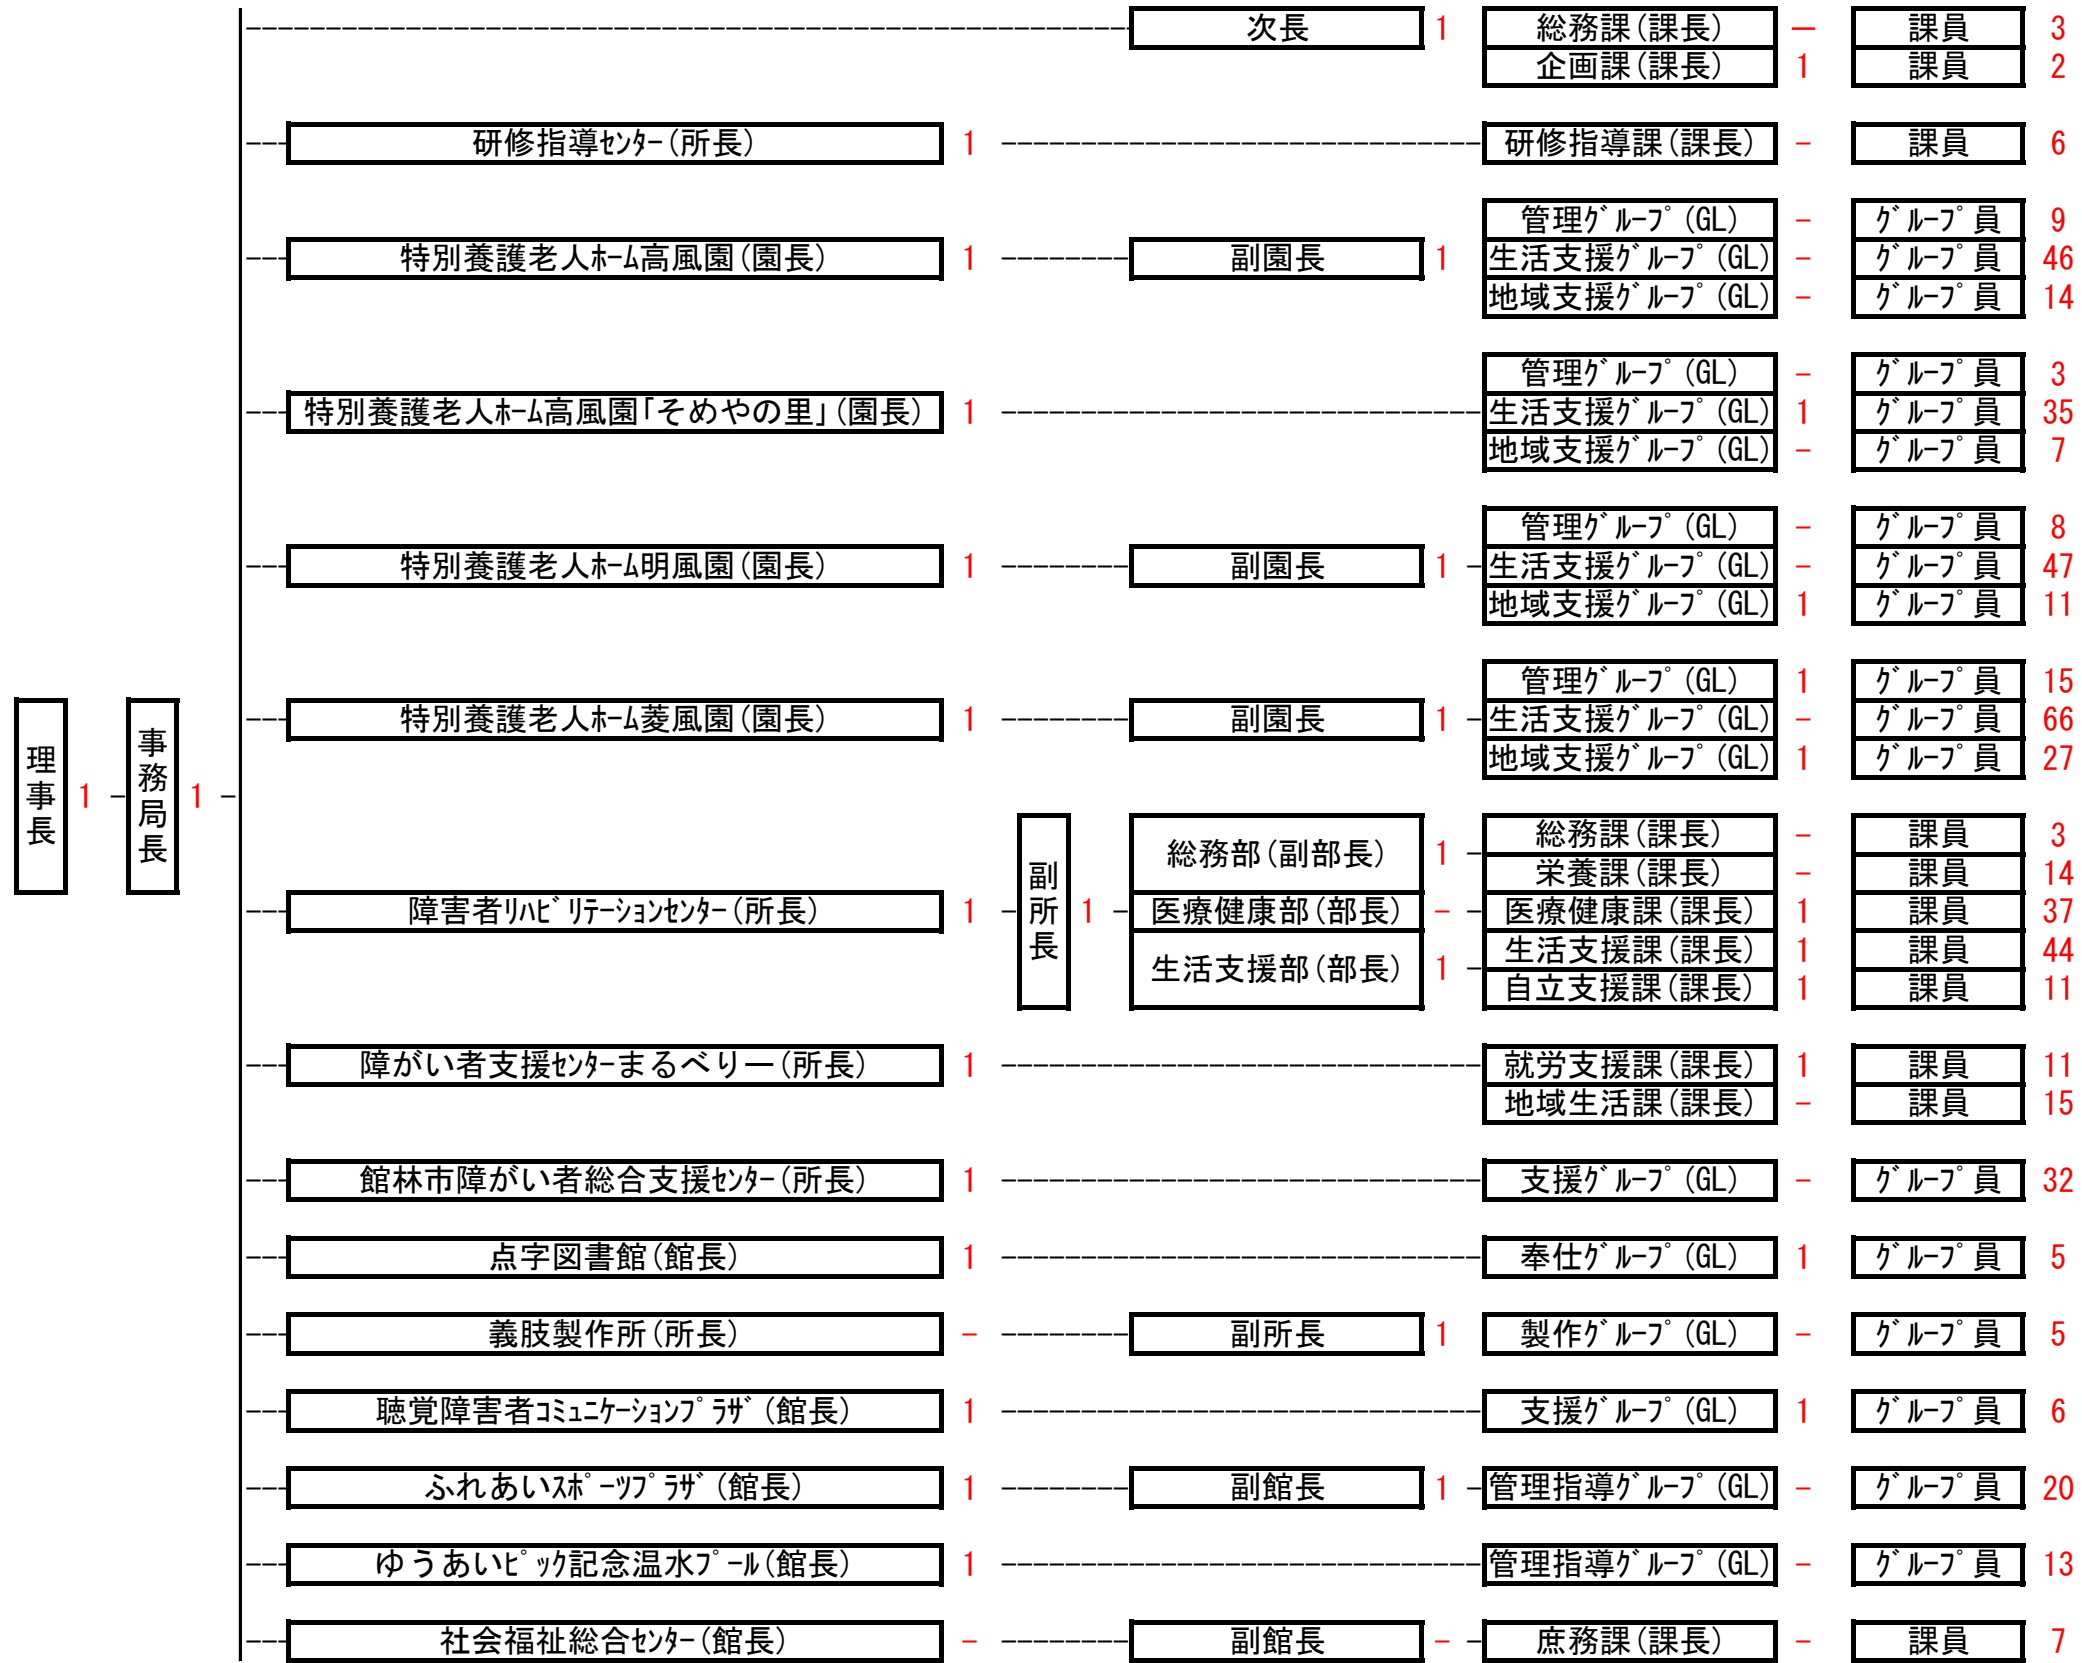 次長 1 総務課(課長) － 課員 3
企画課(課長) 1 課員 2
研修指導ｾﾝﾀｰ(所長) 1 研修指導課(課長) - 課員 6
管理ｸﾞﾙｰﾌﾟ(GL) - ｸﾞﾙｰﾌﾟ員 9
特別養護老人ﾎｰﾑ高風園(園長) 1 副園長 1 生活支援ｸﾞﾙｰﾌﾟ(GL) - ｸﾞﾙｰﾌﾟ員 46
地域支援ｸﾞﾙｰﾌﾟ(GL) - ｸﾞﾙｰﾌﾟ員 14
管理ｸﾞﾙｰﾌﾟ(GL) - ｸﾞﾙｰﾌﾟ員 3
特別養護老人ﾎｰﾑ高風園｢そめやの里｣(園長) 1 生活支援ｸﾞﾙｰﾌﾟ(GL) 1 ｸﾞﾙｰﾌﾟ員 35
地域支援ｸﾞﾙｰﾌﾟ(GL) - ｸﾞﾙｰﾌﾟ員 7
管理ｸﾞﾙｰﾌﾟ(GL) - ｸﾞﾙｰﾌﾟ員 8
特別養護老人ﾎｰﾑ明風園(園長) 1 副園長 1 生活支援ｸﾞﾙｰﾌﾟ(GL) - ｸﾞﾙｰﾌﾟ員 47
地域支援ｸﾞﾙｰﾌﾟ(GL) 1 ｸﾞﾙｰﾌﾟ員 11
管理ｸﾞﾙｰﾌﾟ(GL) 1 ｸﾞﾙｰﾌﾟ員 15
特別養護老人ﾎｰﾑ菱風園(園長) 1 副園長 1 生活支援ｸﾞﾙｰﾌﾟ(GL) - ｸﾞﾙｰﾌﾟ員 66
地域支援ｸﾞﾙｰﾌﾟ(GL) 1 ｸﾞﾙｰﾌﾟ員 27
理事長 1 事務局長 1
総務部(副部長) 1 総務課(課長) - 課員 3
栄養課(課長) - 課員 14
障害者ﾘﾊﾋﾞﾘﾃｰｼｮﾝｾﾝﾀｰ(所長) 1 副所長 1 医療健康部(部長) - 医療健康課(課長) 1 課員 37
生活支援部(部長) 1 生活支援課(課長) 1 課員 44
自立支援課(課長) 1 課員 11
障がい者支援ｾﾝﾀｰまるべりー(所長) 1 就労支援課(課長) 1 課員 11
地域生活課(課長) - 課員 15
館林市障がい者総合支援ｾﾝﾀｰ(所長) 1 支援ｸﾞﾙｰﾌﾟ(GL) - ｸﾞﾙｰﾌﾟ員 32
点字図書館(館長) 1 奉仕ｸﾞﾙｰﾌﾟ(GL) 1 ｸﾞﾙｰﾌﾟ員 5
義肢製作所(所長) - 副所長 1 製作ｸﾞﾙｰﾌﾟ(GL) - ｸﾞﾙｰﾌﾟ員 5
聴覚障害者ｺﾐｭﾆｹｰｼｮﾝﾌﾟﾗｻﾞ(館長) 1 支援ｸﾞﾙｰﾌﾟ(GL) 1 ｸﾞﾙｰﾌﾟ員 6
ふれあいｽﾎﾟｰﾂﾌﾟﾗｻﾞ(館長) 1 副館長 1 管理指導ｸﾞﾙｰﾌﾟ(GL) - ｸﾞﾙｰﾌﾟ員 20
ゆうあいﾋﾟｯｸ記念温水ﾌﾟｰﾙ(館長) 1 管理指導ｸﾞﾙｰﾌﾟ(GL) - ｸﾞﾙｰﾌﾟ員 13
社会福祉総合ｾﾝﾀｰ(館長) - 副館長 - 庶務課(課長) - 課員 7